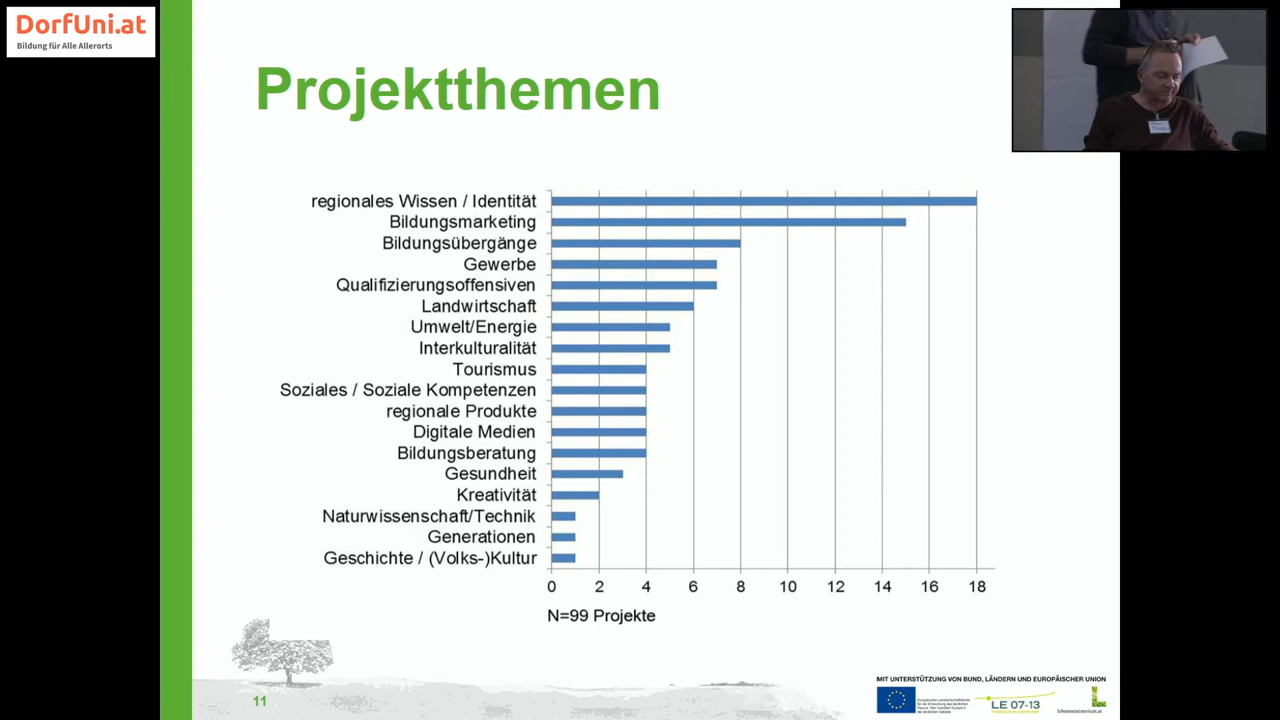 DorfUni.at
Bildung für Alle Allerorts
Projektthemen
regionales Wissen / Identität
Bildungsmarketing
Bildungsübergänge
Gewerbe
Qualifizierungsoffensiven
Landwirtschaft
Umwelt/Energie
Interkulturalität
Tourismus
Soziales / Soziale Kompetenzen
regionale Produkte
Digitale Medien
Bildungsberatung
Gesundheit
Kreativität
Naturwissenschaft/Technik
Generationen
Geschichte / (Volks-)Kultur
0 2 4 6 8 10 12 14 16 18
N=99 Projekte
11
MIT UNTERSTÜTZUNG VON BUND, LÄNDERN UND EUROPÄISCHER UNION
LE 07-13
lebensministerium.at